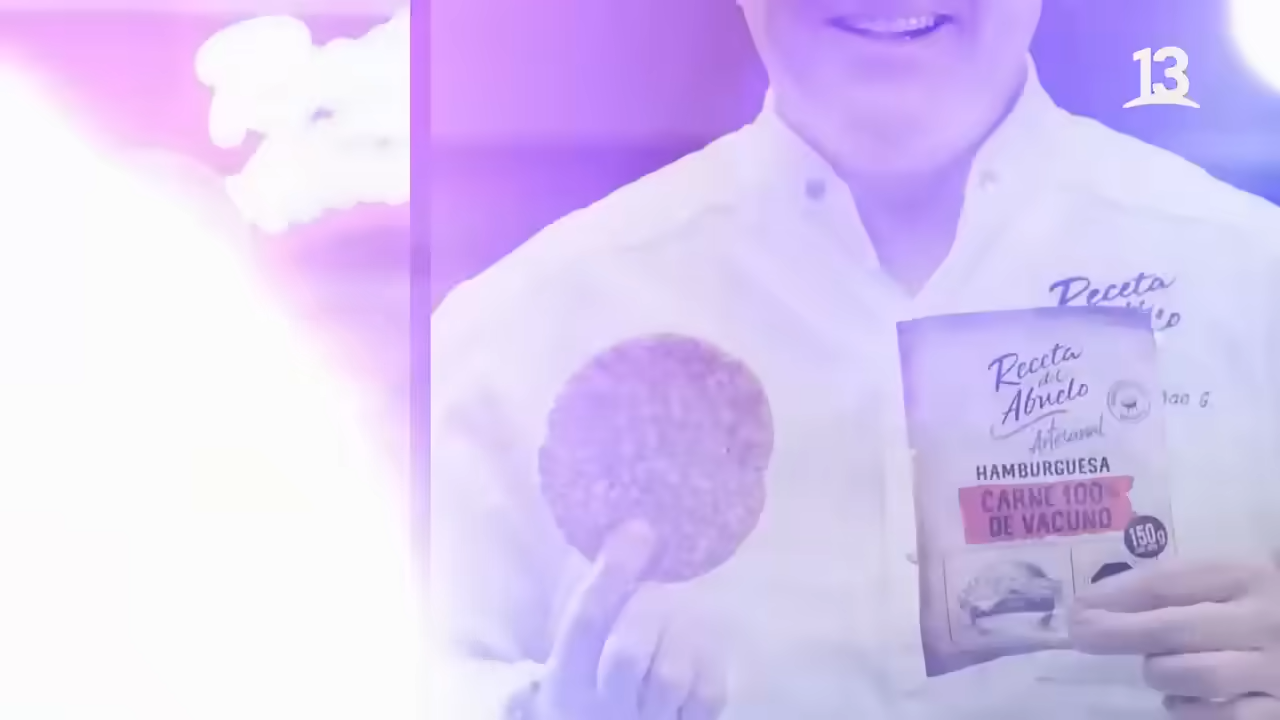 13
Receta
Receta
del
Abuelo
Artesanal
HAMBURGUESA
CARNE 100%
DE VACUNO
150g